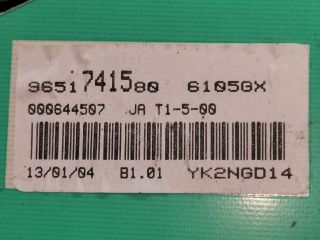 9651741580 6105GX
000644507 JA T1-5-00
13/01/04 B1.01 YK2NGD14